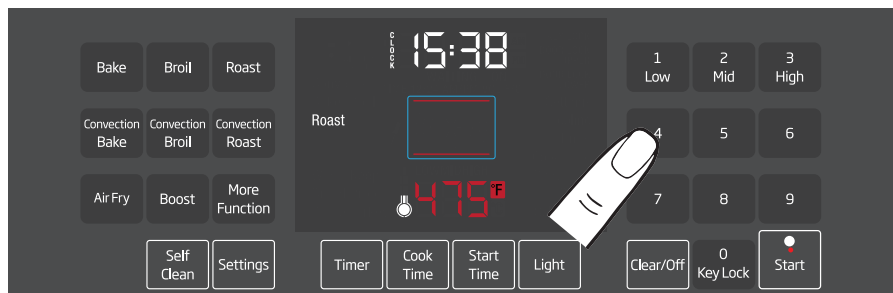 Bake
Broil
Roast
Convection
Bake
Convection
Broil
Convection
Roast
Air Fry
Boost
More
Function
Self
Clean
Settings
CLOCK
15:38
Roast
475°F
Timer
Cook
Time
Start
Time
Light
1
Low
2
Mid
3
High
4
5
6
7
8
9
Clear/Off
0
Key Lock
Start